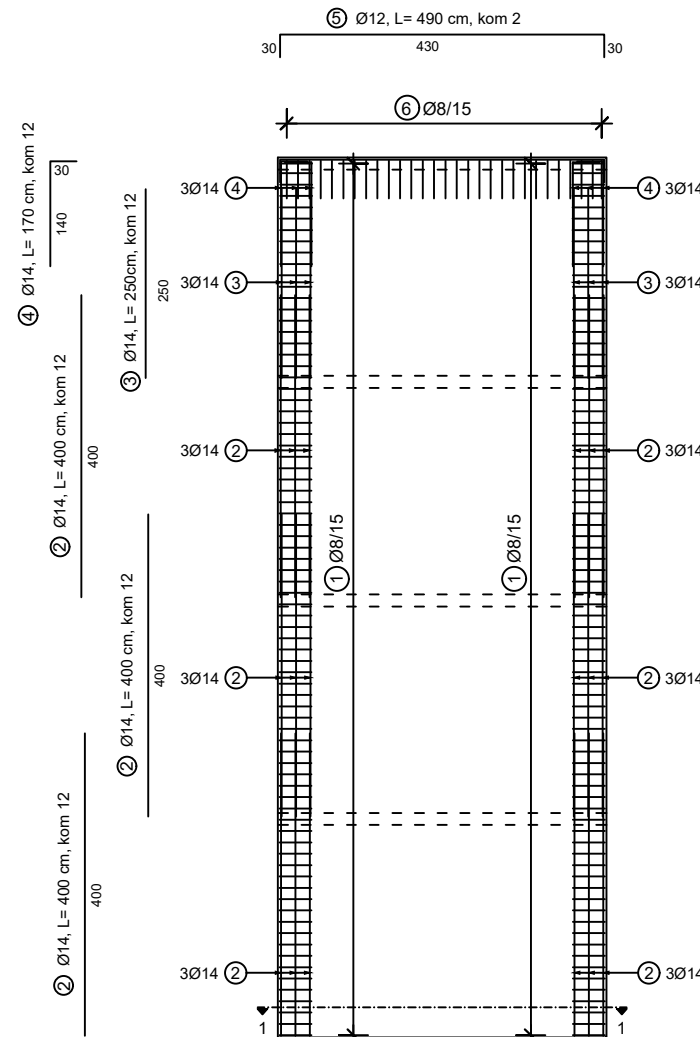 ⑤ Ø12, L= 490 cm, kom 2
30 430 30
⑥ Ø8/15
④ Ø14, L= 170 cm, kom 12
30
140
③ Ø14, L= 250cm, kom 12
250
② Ø14, L= 400 cm, kom 12
400
② Ø14, L= 400 cm, kom 12
400
② Ø14, L= 400 cm, kom 12
400
3Ø14 ④
④ 3Ø14
3Ø14 ③
③ 3Ø14
3Ø14 ②
② 3Ø14
① Ø8/15
① Ø8/15
3Ø14 ②
② 3Ø14
3Ø14 ②
② 3Ø14
1
1